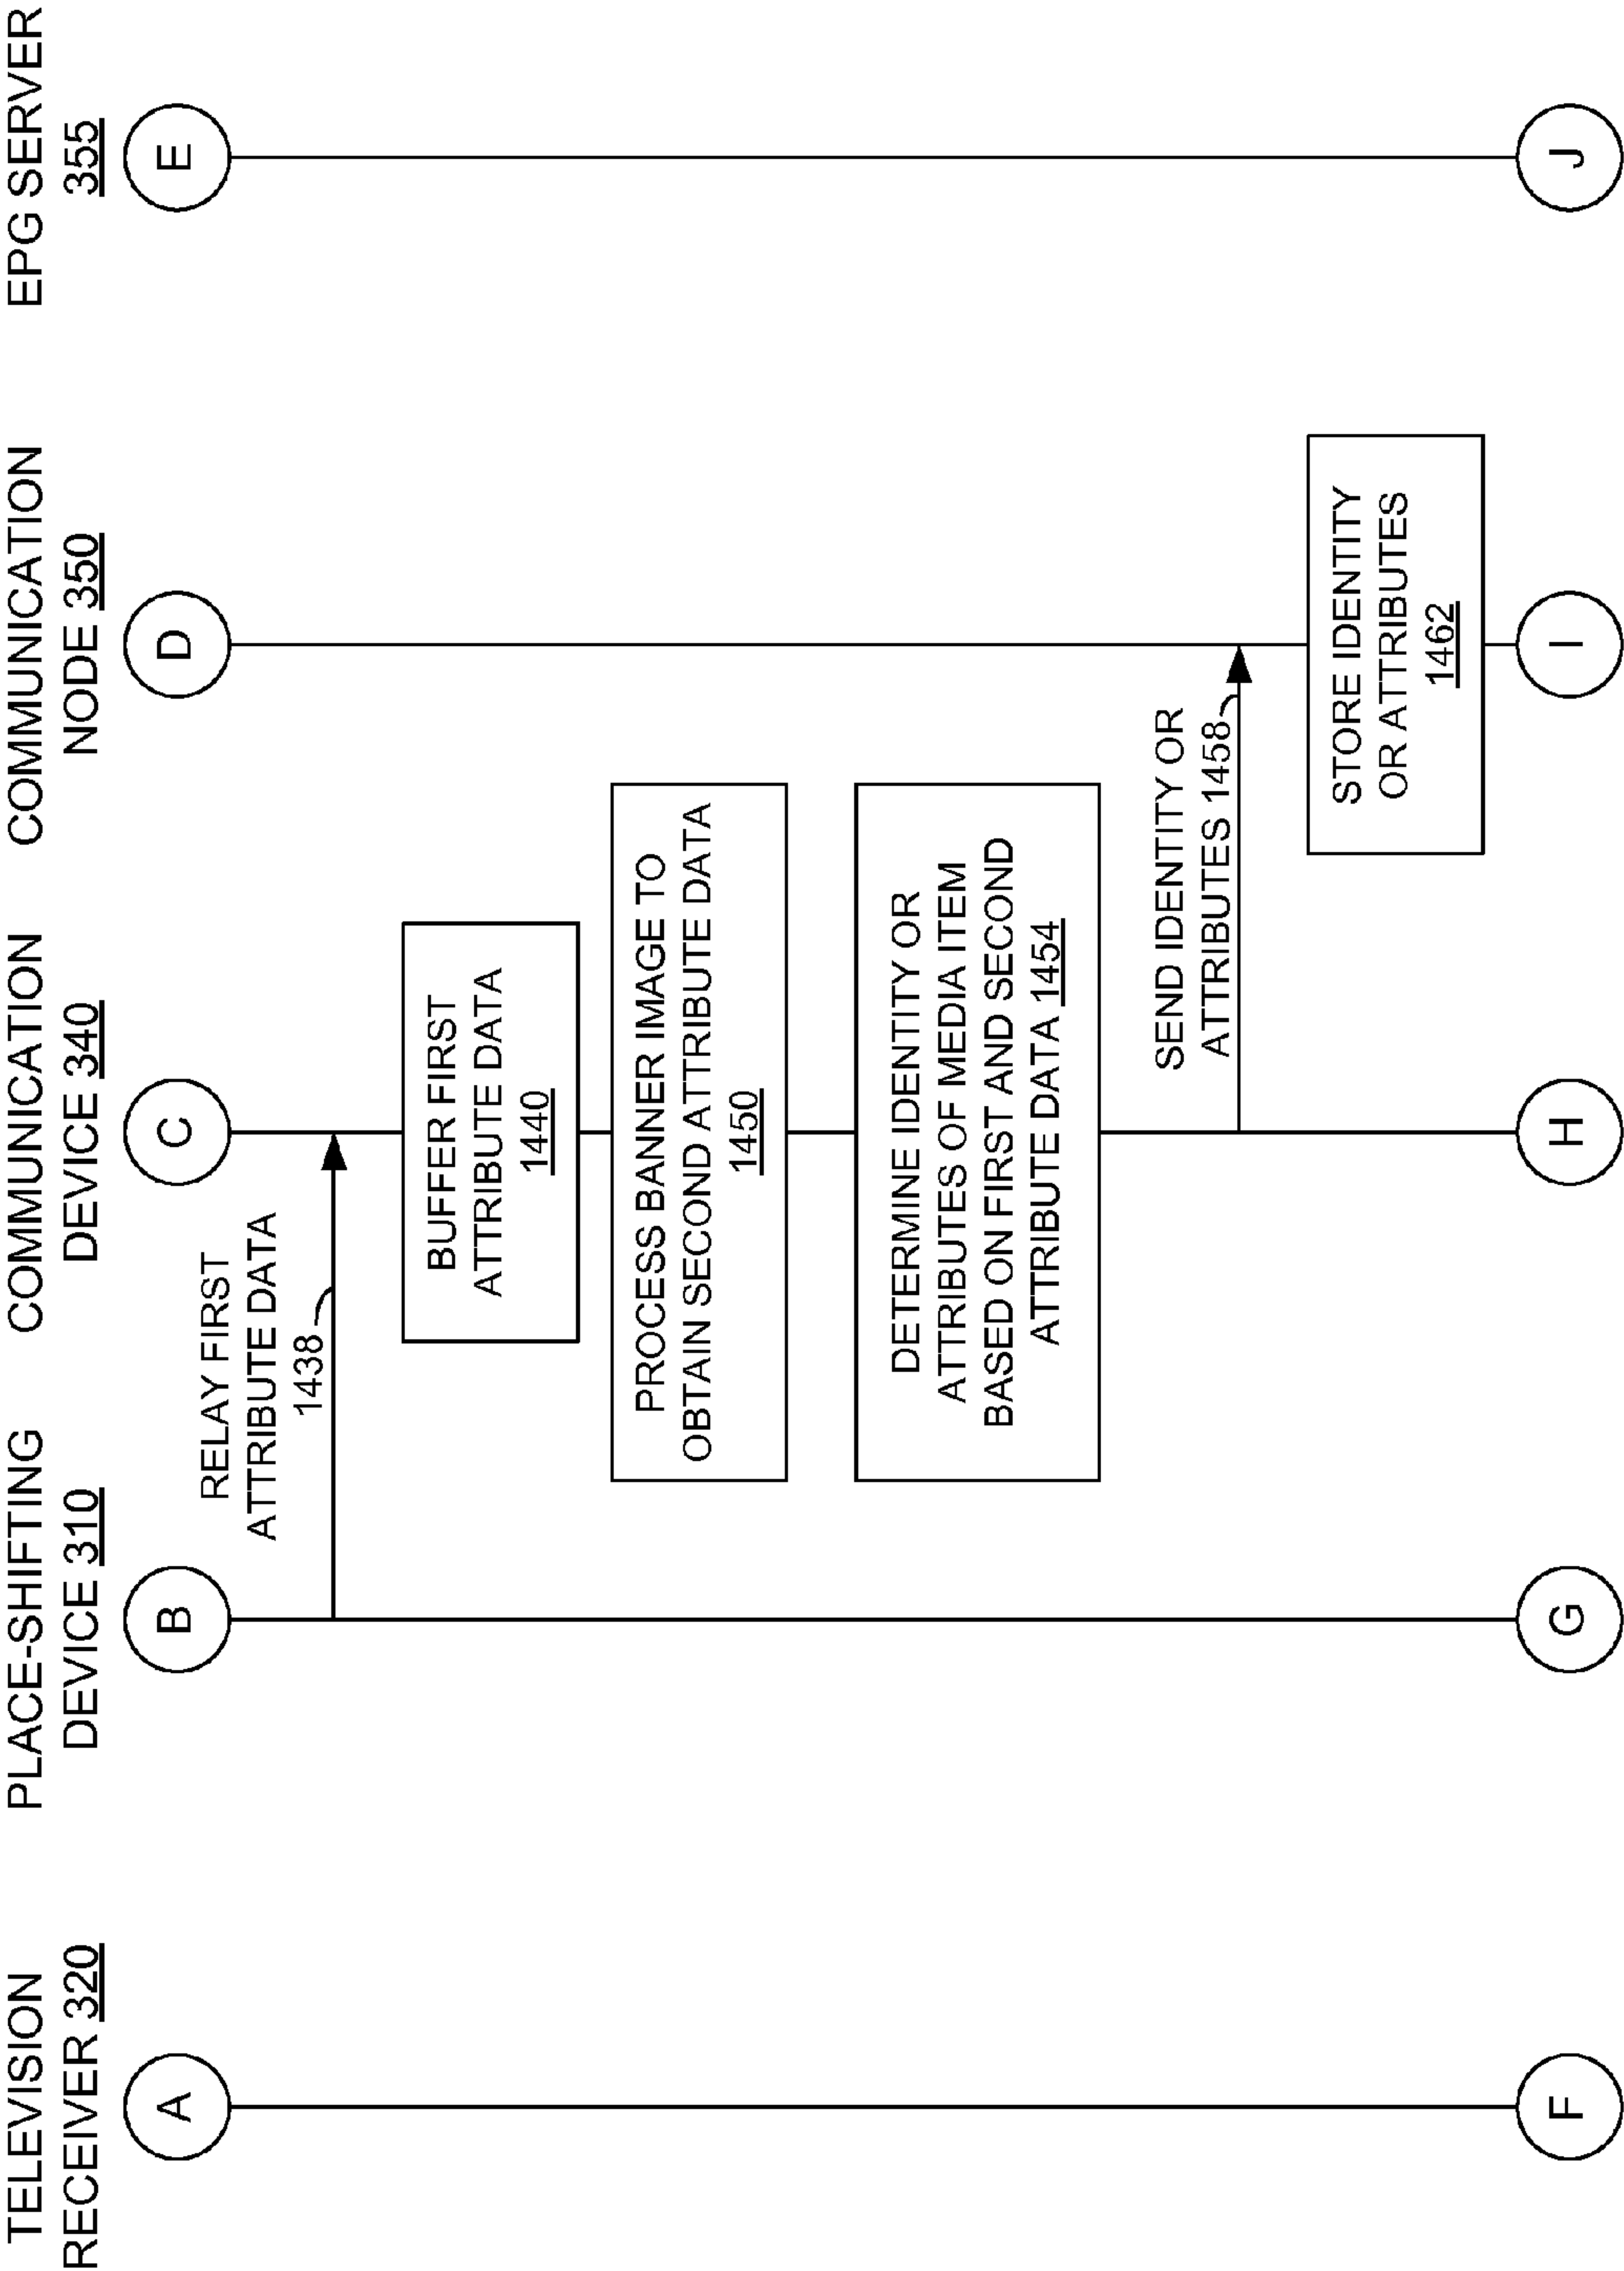 TELEVISION
RECEIVER 320
PLACE-SHIFTING
DEVICE 310
COMMUNICATION
DEVICE 340
COMMUNICATION
NODE 350
EPG SERVER
355
A
B
C
D
E
RELAY FIRST
ATTRIBUTE DATA
1438
BUFFER FIRST
ATTRIBUTE DATA
1440
PROCESS BANNER IMAGE TO
OBTAIN SECOND ATTRIBUTE DATA
1450
DETERMINE IDENTITY OR
ATTRIBUTES OF MEDIA ITEM
BASED ON FIRST AND SECOND
ATTRIBUTE DATA 1454
SEND IDENTITY OR
ATTRIBUTES 1458
STORE IDENTITY
OR ATTRIBUTES
1462
F
G
H
I
J